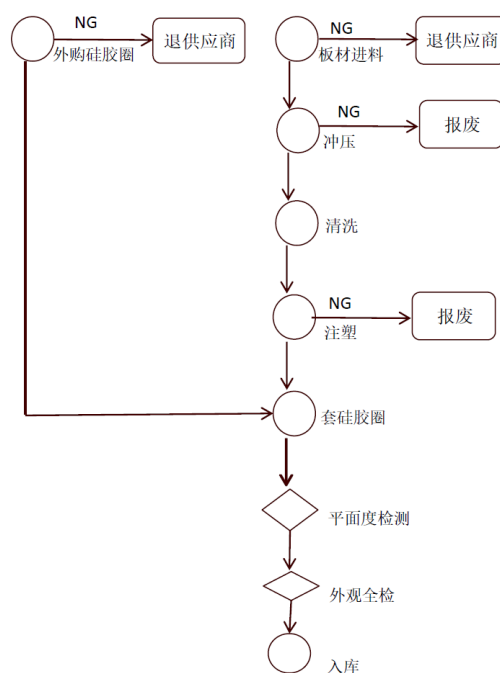 NG
外购硅胶圈
退供应商
NG
板材进料
退供应商
NG
冲压
报废
清洗
NG
注塑
报废
套硅胶圈
平面度检测
外观全检
入库